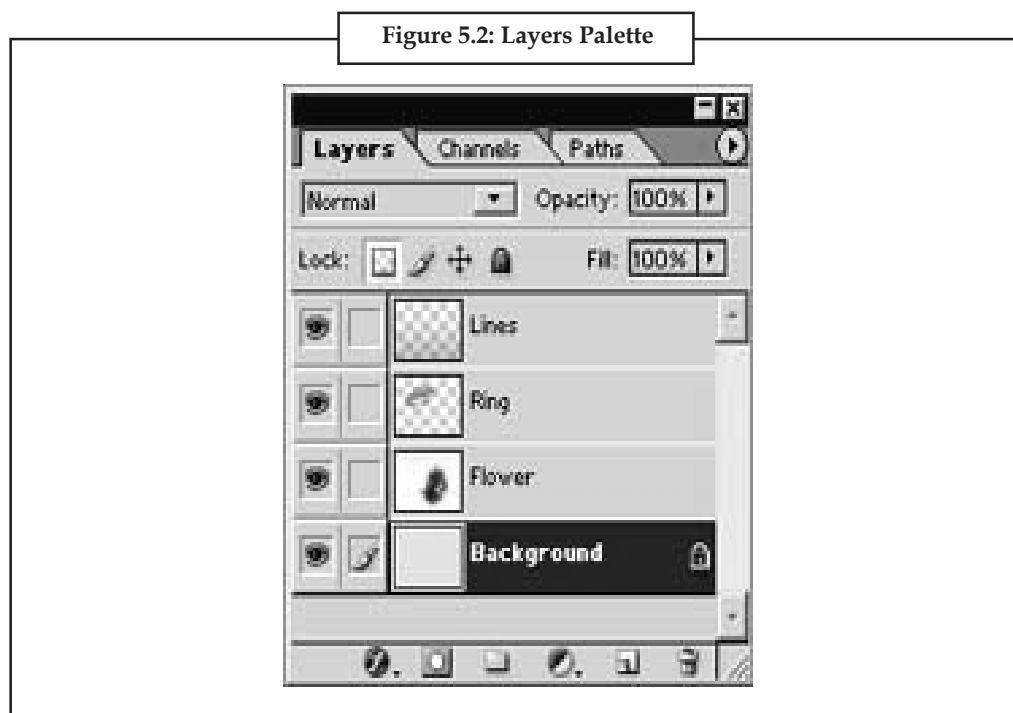 Figure 5.2: Layers Palette
Layers Channels Paths
Normal Opacity: 100%
Lock: Fill: 100%
Lines
Ring
Flower
Background